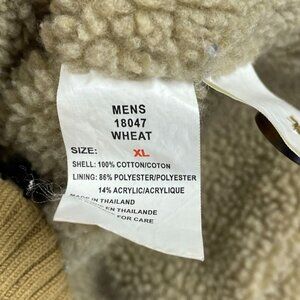 MENS
18047
WHEAT
SIZE: XL
SHELL: 100% COTTON/COTON
LINING: 86% POLYESTER/POLYESTER
14% ACRYLIC/ACRYLIQUE
MADE IN THAILAND
EN THAILANDE
FOR CARE